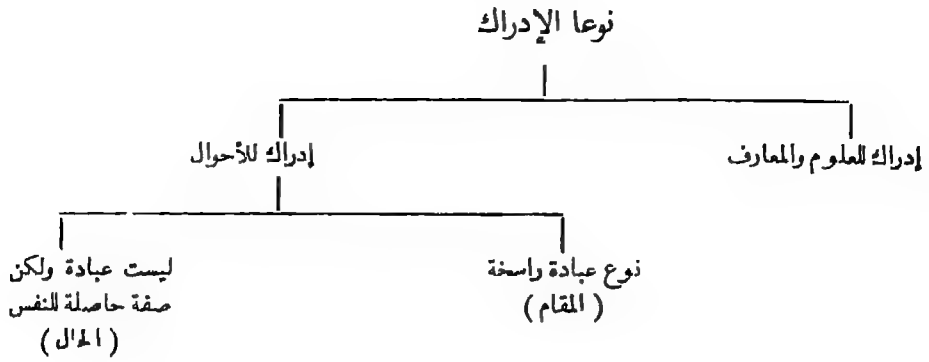 نوعا الإدراك
إدراك للعلوم والمعارف
إدراك للأحوال
نوع عبادة راسخة
( المقام )
ليست عبادة ولكن
صفة حاصلة للنفس
( الحال )